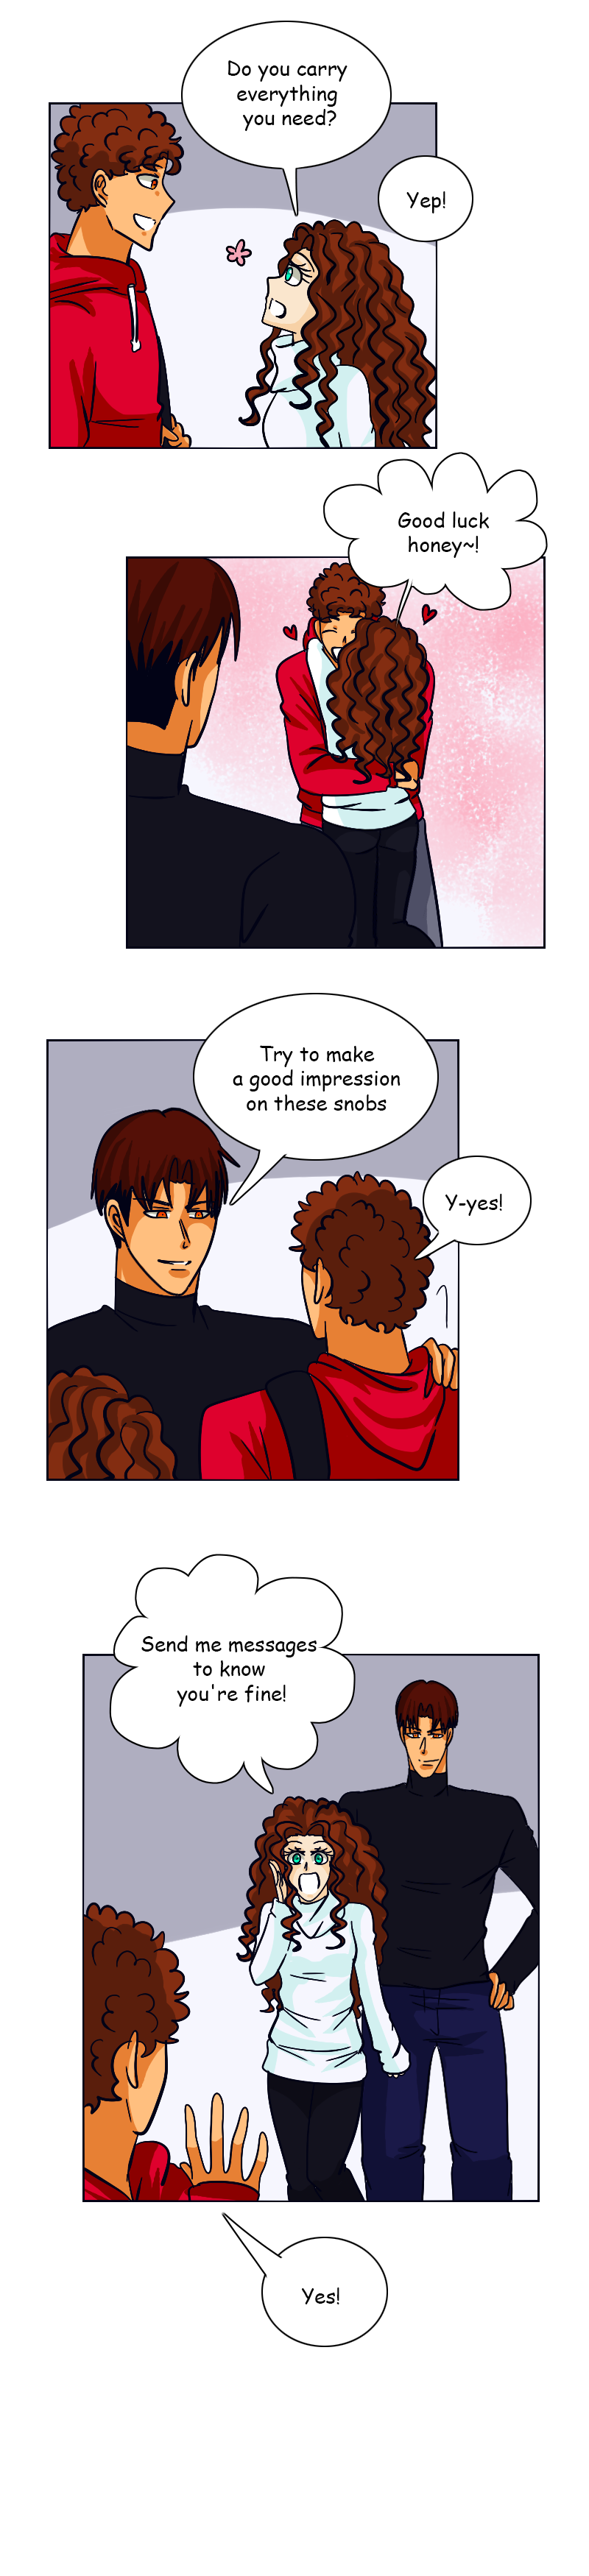 Do you carry
everything
you need?
Yep!
Good luck
honey~!
Try to make
a good impression
on these snobs
Y-yes!
Send me messages
to know
you're fine!
Yes!